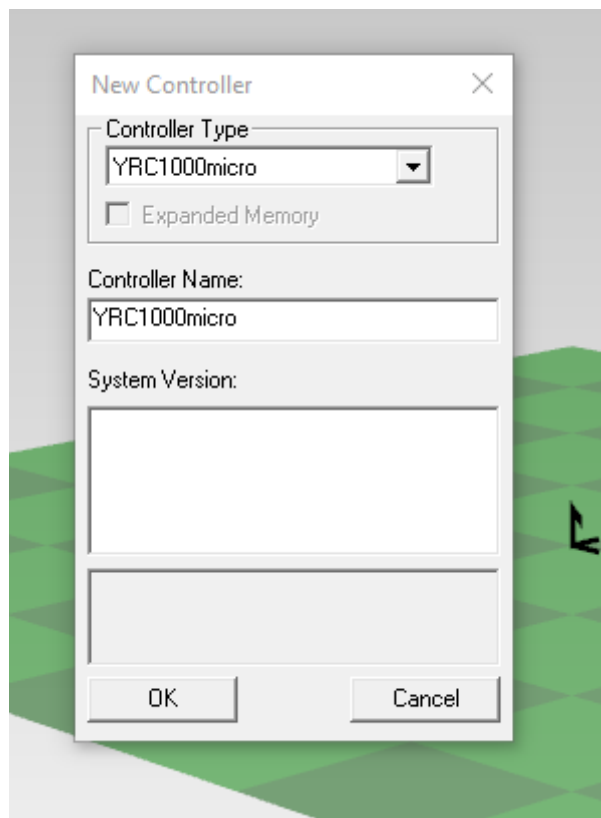 New Controller
Controller Type
YRC1000micro
Expanded Memory
Controller Name:
YRC1000micro
System Version:
OK
Cancel